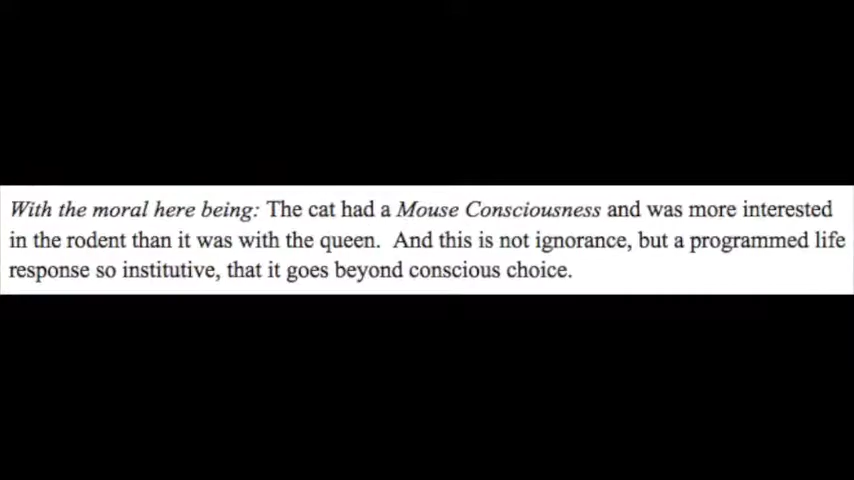 With the moral here being: The cat had a Mouse Consciousness and was more interested
in the rodent than it was with the queen.  And this is not ignorance, but a programmed life
response so institutive, that it goes beyond conscious choice.